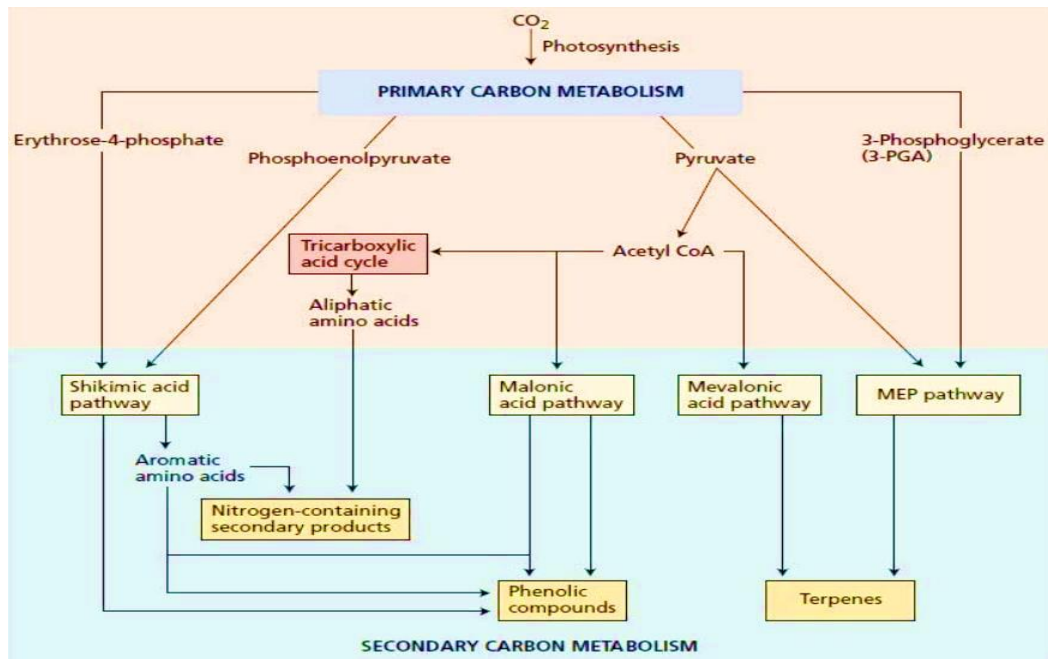 CO₂
Photosynthesis
PRIMARY CARBON METABOLISM
Erythrose-4-phosphate
Phosphoenolpyruvate
Pyruvate
3-Phosphoglycerate
(3-PGA)
Tricarboxylic
acid cycle
Acetyl CoA
Aliphatic
amino acids
Shikimic acid
pathway
Malonic
acid pathway
Mevalonic
acid pathway
MEP pathway
Aromatic
amino acids
Nitrogen-containing
secondary products
Phenolic
compounds
Terpenes
SECONDARY CARBON METABOLISM